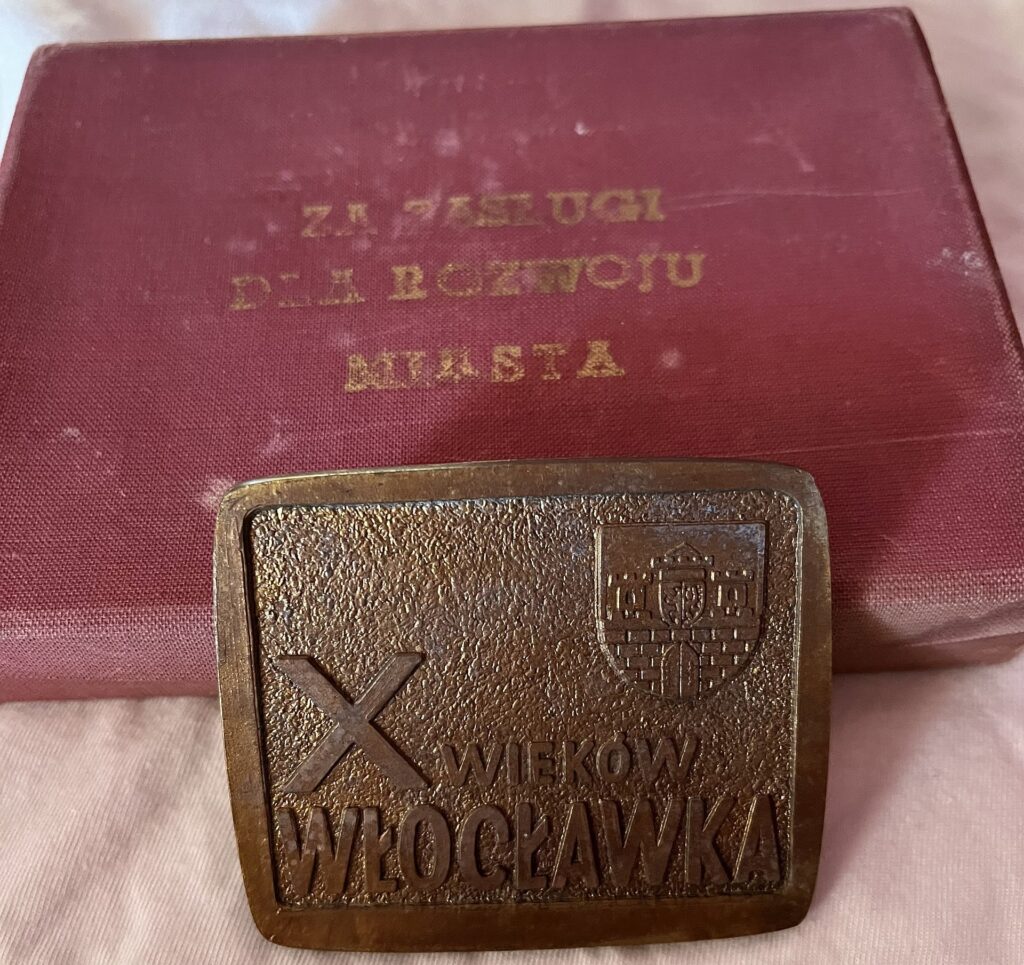 ZA ZASŁUGI
DLA ROZWOJU
MIASTA
X WIEKÓW
WŁOCŁAWKA